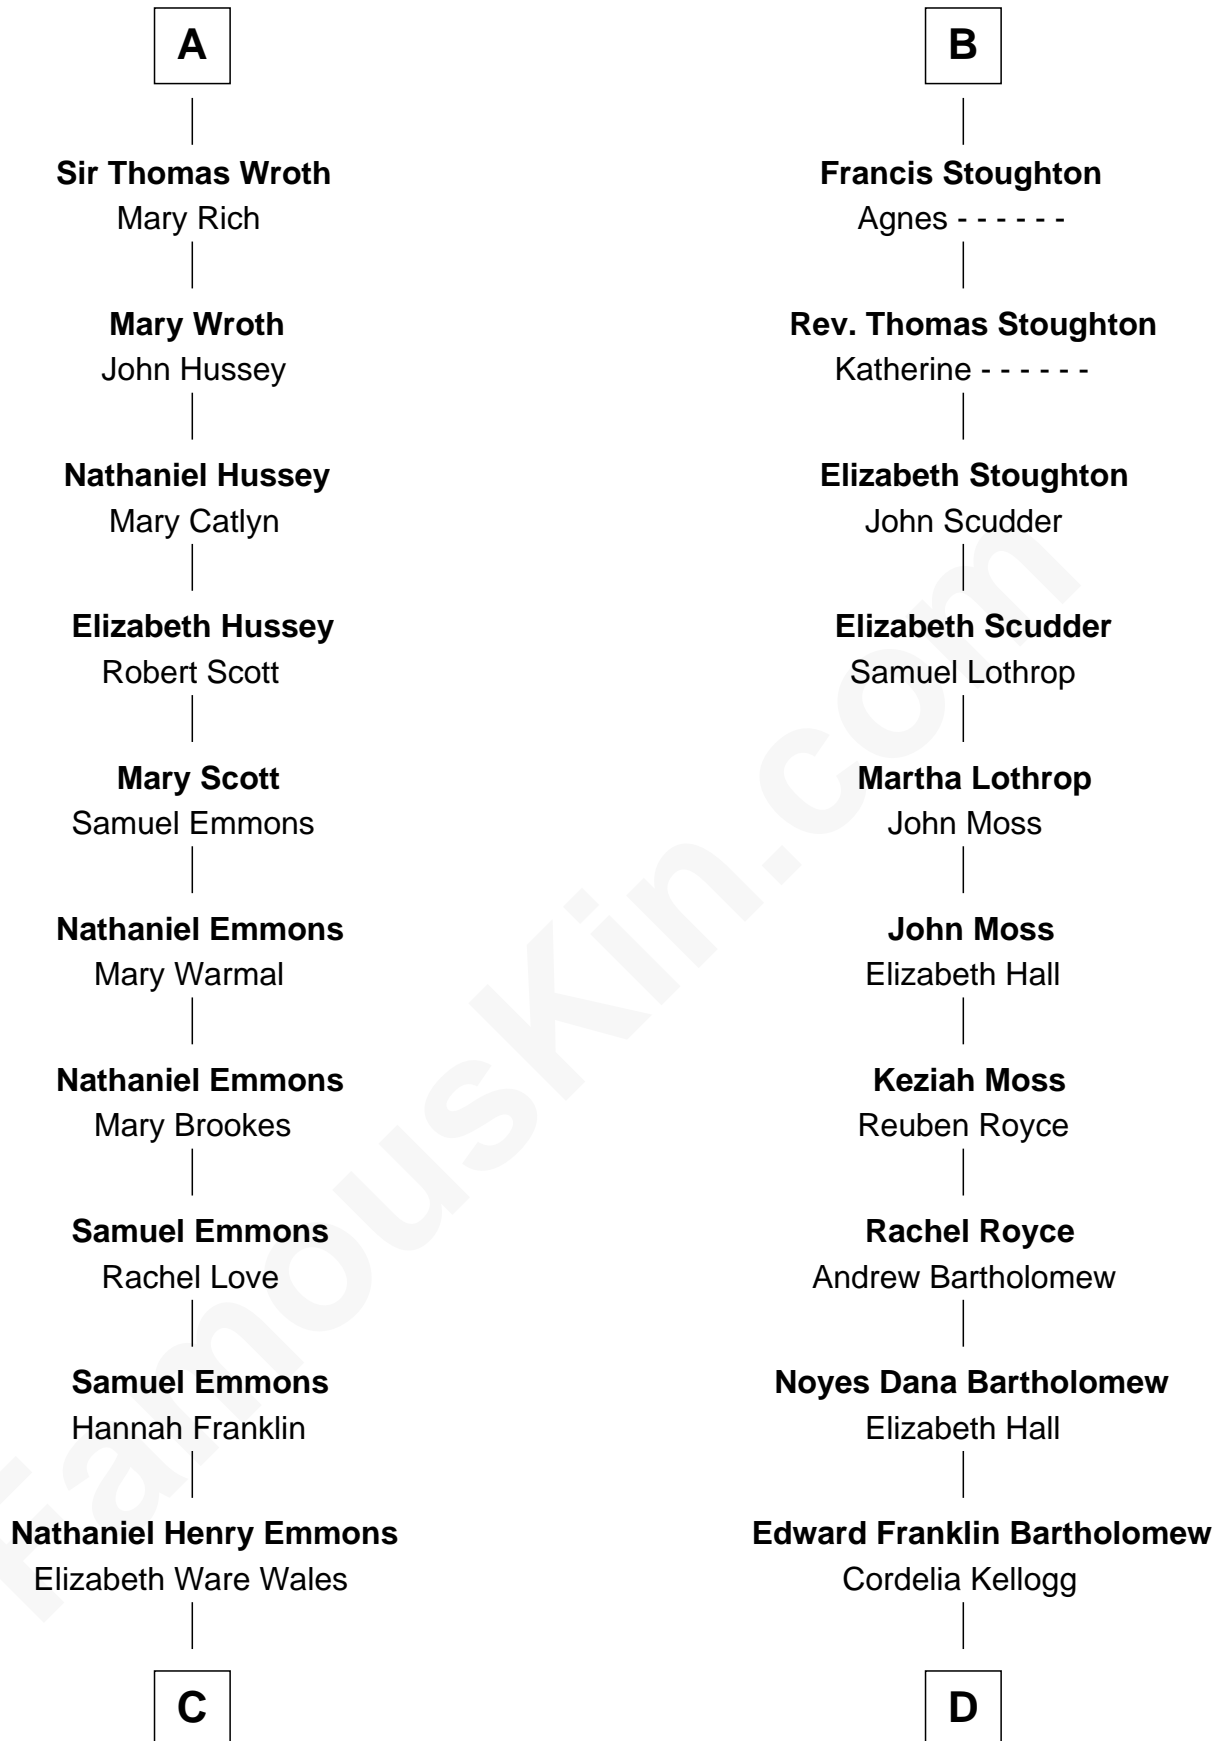 A
Sir Thomas Wroth
Mary Rich
Mary Wroth
John Hussey
Nathaniel Hussey
Mary Catlyn
Elizabeth Hussey
Robert Scott
Mary Scott
Samuel Emmons
Nathaniel Emmons
Mary Warmal
Nathaniel Emmons
Mary Brookes
Samuel Emmons
Rachel Love
Samuel Emmons
Hannah Franklin
Nathaniel Henry Emmons
Elizabeth Ware Wales
C
B
Francis Stoughton
Agnes - - - - - -
Rev. Thomas Stoughton
Katherine - - - - - -
Elizabeth Stoughton
John Scudder
Elizabeth Scudder
Samuel Lothrop
Martha Lothrop
John Moss
John Moss
Elizabeth Hall
Keziah Moss
Reuben Royce
Rachel Royce
Andrew Bartholomew
Noyes Dana Bartholomew
Elizabeth Hall
Edward Franklin Bartholomew
Cordelia Kellogg
D
FamousKin.com